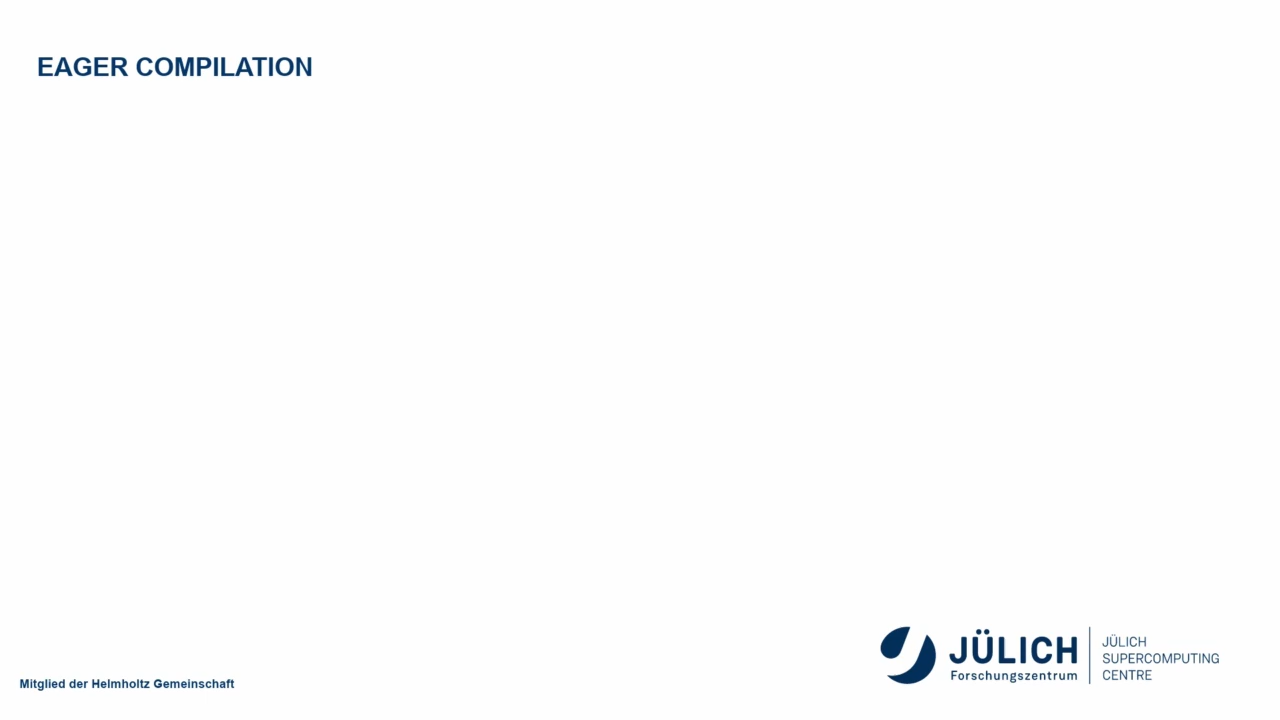 EAGER COMPILATION
JÜLICH
Forschungszentrum
JÜLICH
SUPERCOMPUTING
CENTRE
Mitglied der Helmholtz Gemeinschaft